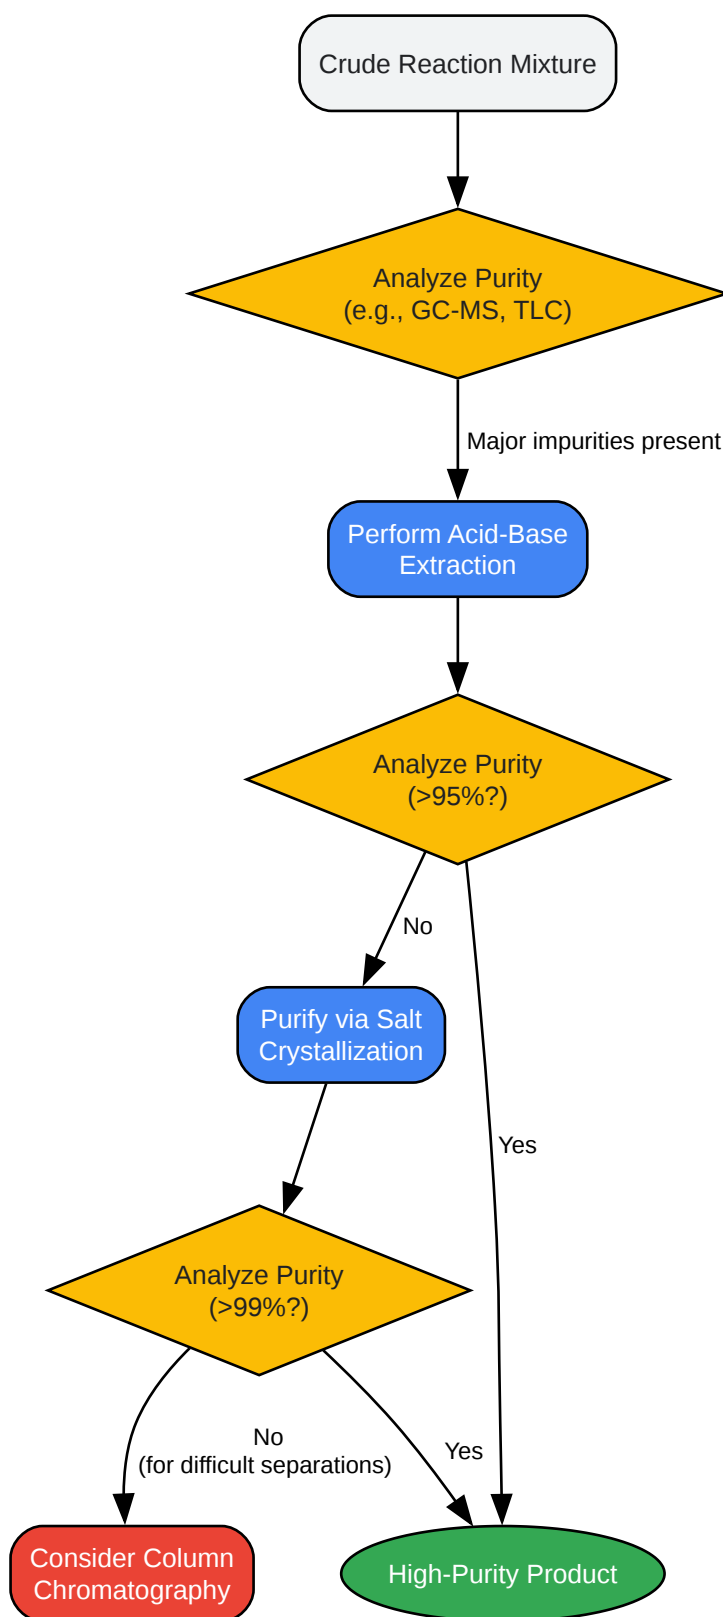 Crude Reaction Mixture
Analyze Purity
(e.g., GC-MS, TLC)
Major impurities present
Perform Acid-Base
Extraction
Analyze Purity
(>95%?)
No
Purify via Salt
Crystallization
Yes
Analyze Purity
(>99%?)
No
(for difficult separations)
Yes
Consider Column
Chromatography
High-Purity Product